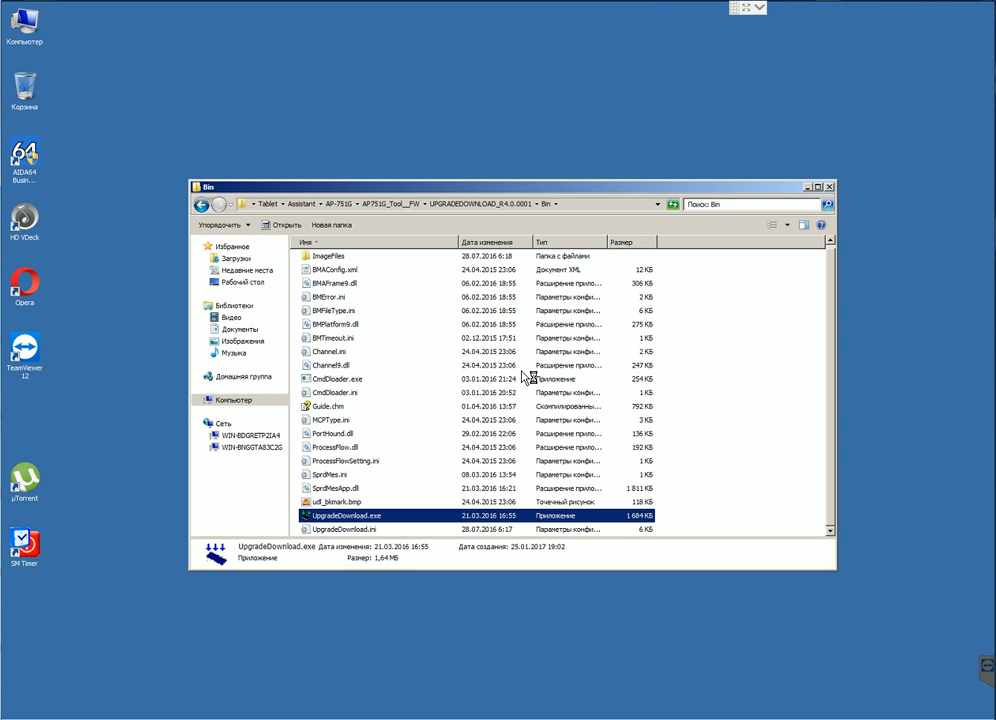 Компьютер
Корзина
64
AIDA64
Busin...
HD VDeck
Opera
TeamViewer
12
μTorrent
SM Timer
Bin
Tablet Assistant AP-751G AP751G_Tool__FW UPGRADEDOWNLOAD_R4.0.0001 Bin
Поиск: Bin
Упорядочить Открыть Новая папка
Избранное
Загрузки
Недавние места
Рабочий стол
Библиотеки
Видео
Документы
Изображения
Музыка
Домашняя группа
Компьютер
Сеть
WIN-BDGRETP2IA4
WIN-BNGGTA83C2G
Имя Дата изменения Тип Размер
ImageFiles 28.07.2016 6:18 Папка с файлами
BMAConfig.xml 24.04.2015 23:06 Документ XML 12 КБ
BMAFrame9.dll 06.02.2016 18:55 Расширение прило... 306 КБ
BMError.ini 06.02.2016 18:55 Параметры конфи... 2 КБ
BMFileType.ini 06.02.2016 18:55 Параметры конфи... 6 КБ
BMPlatform9.dll 06.02.2016 18:55 Расширение прило... 275 КБ
BMTimeout.ini 02.12.2015 17:51 Параметры конфи... 1 КБ
Channel.ini 24.04.2015 23:06 Параметры конфи... 2 КБ
Channel9.dll 24.04.2015 23:06 Расширение прило... 247 КБ
CmdDloader.exe 03.01.2016 21:24 Приложение 254 КБ
CmdDloader.ini 03.01.2016 20:52 Параметры конфи... 1 КБ
Guide.chm 01.04.2016 13:57 Скомпилированны... 792 КБ
MCPType.ini 24.04.2015 23:06 Параметры конфи... 3 КБ
PortHound.dll 29.02.2016 22:06 Расширение прило... 136 КБ
ProcessFlow.dll 24.04.2015 23:06 Расширение прило... 192 КБ
ProcessFlowSetting.ini 24.04.2015 23:06 Параметры конфи... 1 КБ
SprdMes.ini 08.03.2016 13:54 Параметры конфи... 1 КБ
SprdMesApp.dll 21.03.2016 16:21 Расширение прило... 1 811 КБ
udl_bkmark.bmp 24.04.2015 23:06 Точечный рисунок 118 КБ
UpgradeDownload.exe 21.03.2016 16:55 Приложение 1 684 КБ
UpgradeDownload.ini 28.07.2016 6:17 Параметры конфи... 6 КБ
UpgradeDownload.exe Дата изменения: 21.03.2016 16:55 Дата создания: 25.01.2017 19:02
Приложение Размер: 1,64 МБ